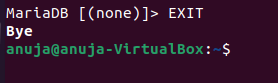 MariaDB [(none)]> EXIT
Bye
anuja@anuja-VirtualBox:~$